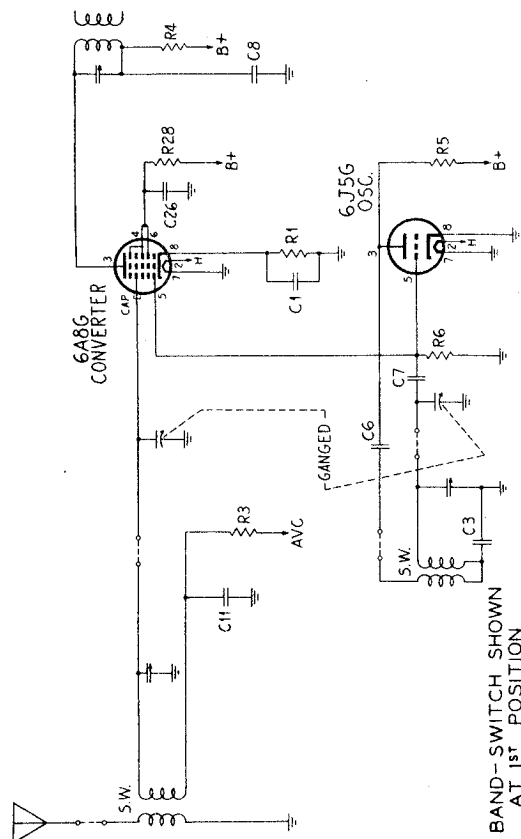 R4
B+
C8
6A8G
CONVERTER
CAP
3
4
6
R28
B+
C26
5
7
2
8
H
R1
C1
6J5G
OSC.
3
R5
B+
5
8
2
7
H
R6
C7
C6
GANGED
S.W.
C3
R3
AVC
C11
S.W.
BAND-SWITCH SHOWN
AT 1ST POSITION